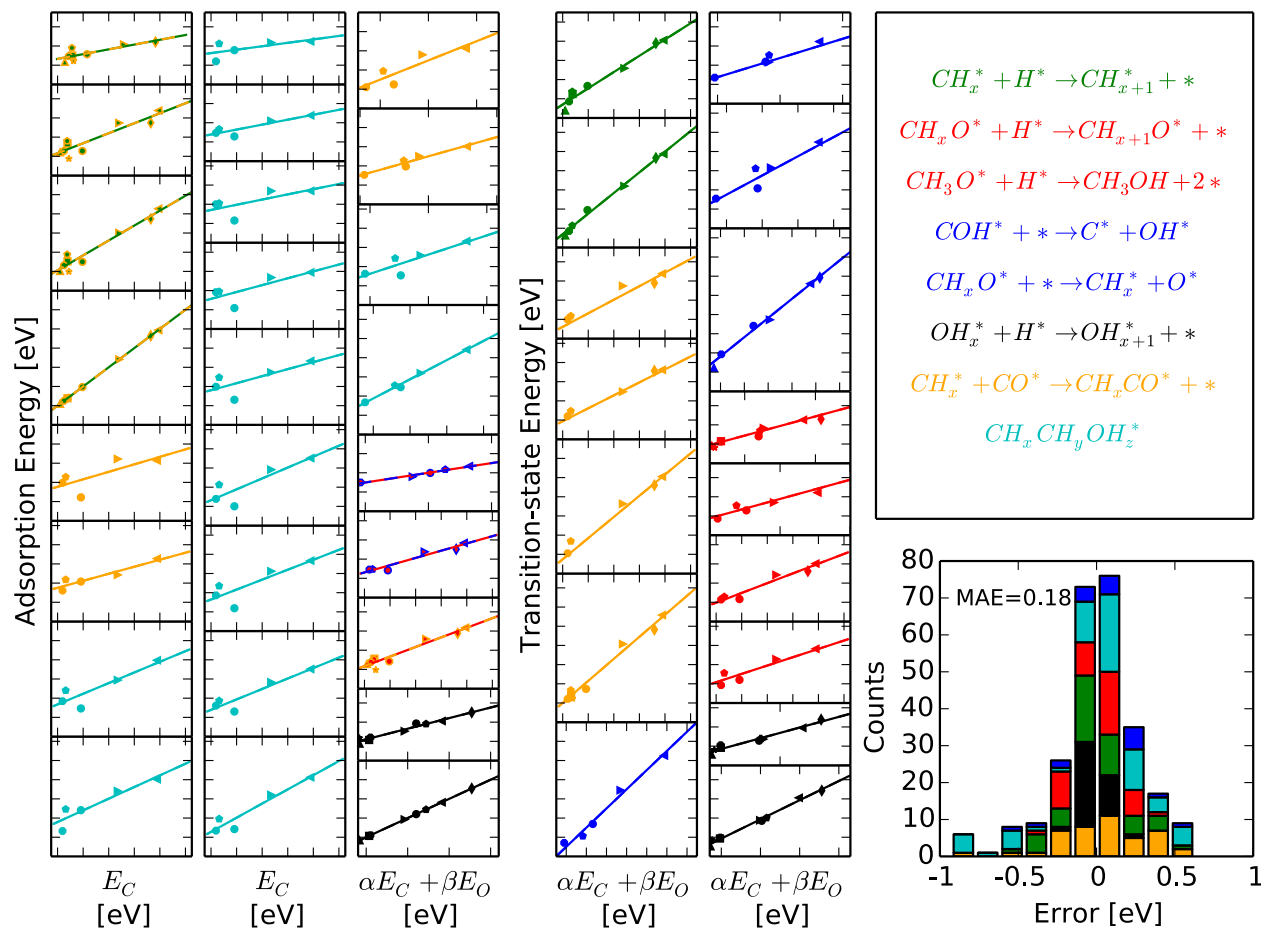 Adsorption Energy [eV]
E_C
[eV]
E_C
[eV]
αE_C + βE_O
[eV]
Transition-state Energy [eV]
αE_C + βE_O
[eV]
αE_C + βE_O
[eV]
CH_x^* + H^* → CH_{x+1}^* + *
CH_xO^* + H^* → CH_{x+1}O^* + *
CH_3O^* + H^* → CH_3OH + 2*
COH^* + * → C^* + OH^*
CH_xO^* + * → CH_x^* + O^*
OH_x^* + H^* → OH_{x+1}^* + *
CH_x^* + CO^* → CH_xCO^* + *
CH_xCH_yOH_z^*
MAE=0.18
Counts
80
70
60
50
40
30
20
10
0
-1 -0.5 0 0.5 1
Error [eV]